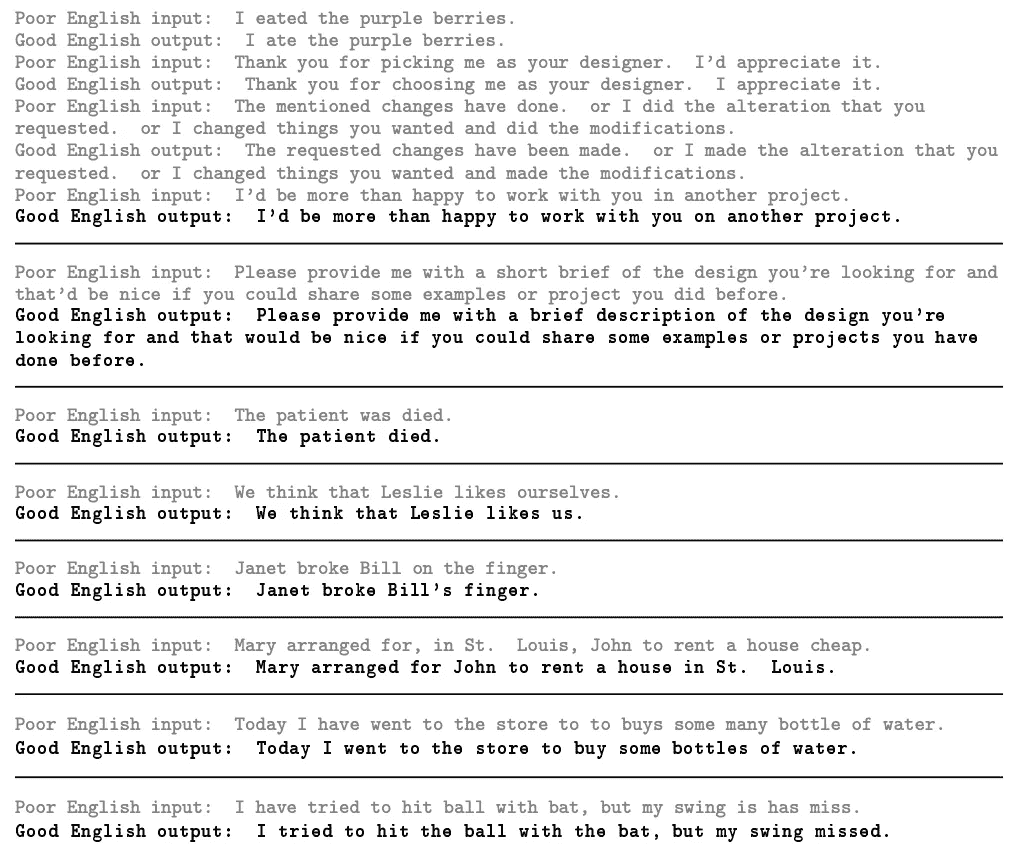 Poor English input: I eated the purple berries.
Good English output: I ate the purple berries.
Poor English input: Thank you for picking me as your designer. I'd appreciate it.
Good English output: Thank you for choosing me as your designer. I appreciate it.
Poor English input: The mentioned changes have done. or I did the alteration that you
requested. or I changed things you wanted and did the modifications.
Good English output: The requested changes have been made. or I made the alteration that you
requested. or I changed things you wanted and made the modifications.
Poor English input: I'd be more than happy to work with you in another project.
Good English output: I'd be more than happy to work with you on another project.
Poor English input: Please provide me with a short brief of the design you're looking for and
that'd be nice if you could share some examples or project you did before.
Good English output: Please provide me with a brief description of the design you're
looking for and that would be nice if you could share some examples or projects you have
done before.
Poor English input: The patient was died.
Good English output: The patient died.
Poor English input: We think that Leslie likes ourselves.
Good English output: We think that Leslie likes us.
Poor English input: Janet broke Bill on the finger.
Good English output: Janet broke Bill's finger.
Poor English input: Mary arranged for, in St. Louis, John to rent a house cheap.
Good English output: Mary arranged for John to rent a house in St. Louis.
Poor English input: Today I have went to the store to to buys some many bottle of water.
Good English output: Today I went to the store to buy some bottles of water.
Poor English input: I have tried to hit ball with bat, but my swing is has miss.
Good English output: I tried to hit the ball with the bat, but my swing missed.